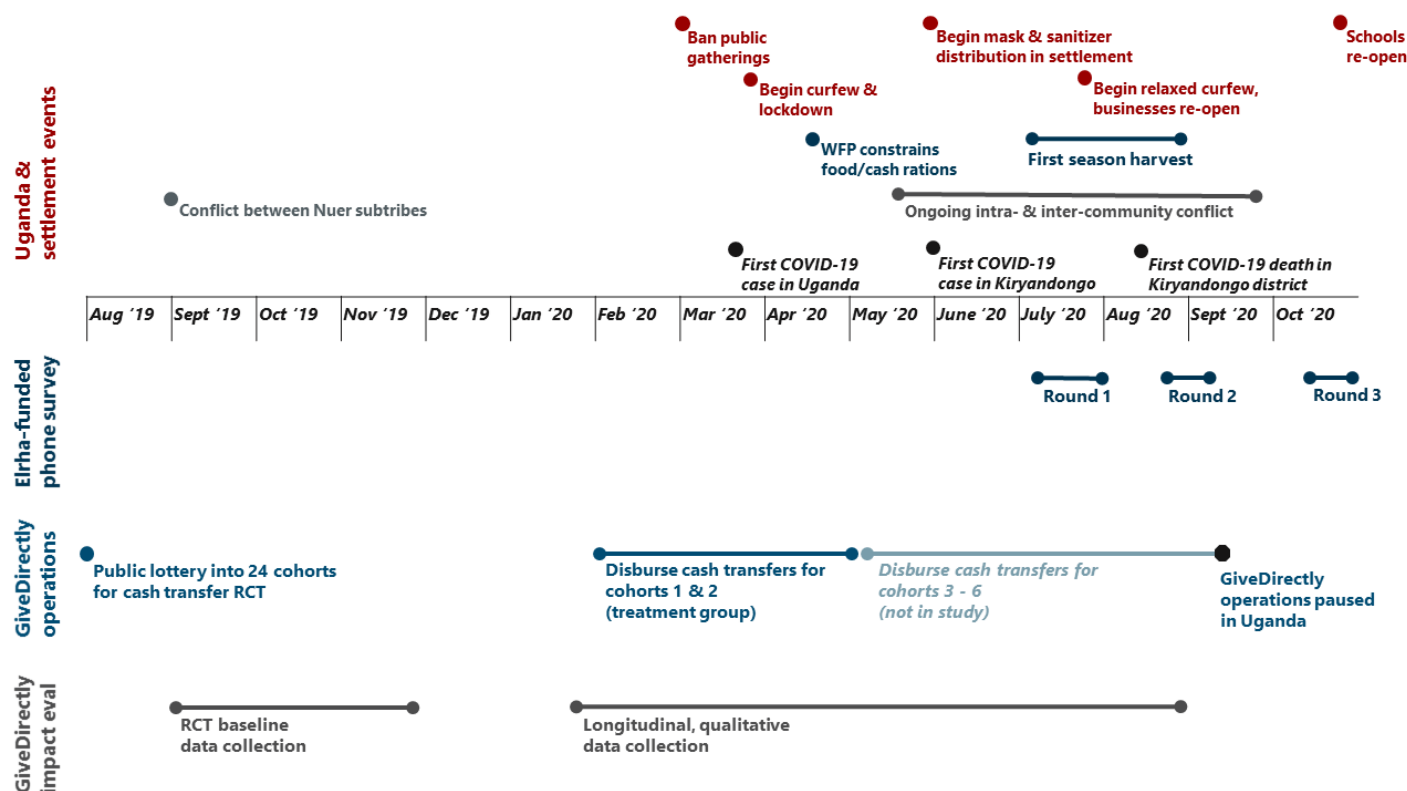 Uganda &
settlement events
Ban public
gatherings
Begin curfew &
lockdown
WFP constrains
food/cash rations
Begin mask & sanitizer
distribution in settlement
Begin relaxed curfew,
businesses re-open
Schools
re-open
First season harvest
Conflict between Nuer subtribes
Ongoing intra- & inter-community conflict
First COVID-19
case in Uganda
First COVID-19
case in Kiryandongo
First COVID-19 death in
Kiryandongo district
Aug ‘19 Sept ‘19 Oct ‘19 Nov ‘19 Dec ‘19 Jan ‘20 Feb ‘20 Mar ‘20 Apr ‘20 May ‘20 June ‘20 July ‘20 Aug ‘20 Sept ‘20 Oct ‘20
Elrha-funded
phone survey
Round 1
Round 2
Round 3
GiveDirectly
operations
Public lottery into 24 cohorts
for cash transfer RCT
Disburse cash transfers for
cohorts 1 & 2
(treatment group)
Disburse cash transfers for
cohorts 3 - 6
(not in study)
GiveDirectly
operations paused
in Uganda
GiveDirectly
impact eval
RCT baseline
data collection
Longitudinal, qualitative
data collection